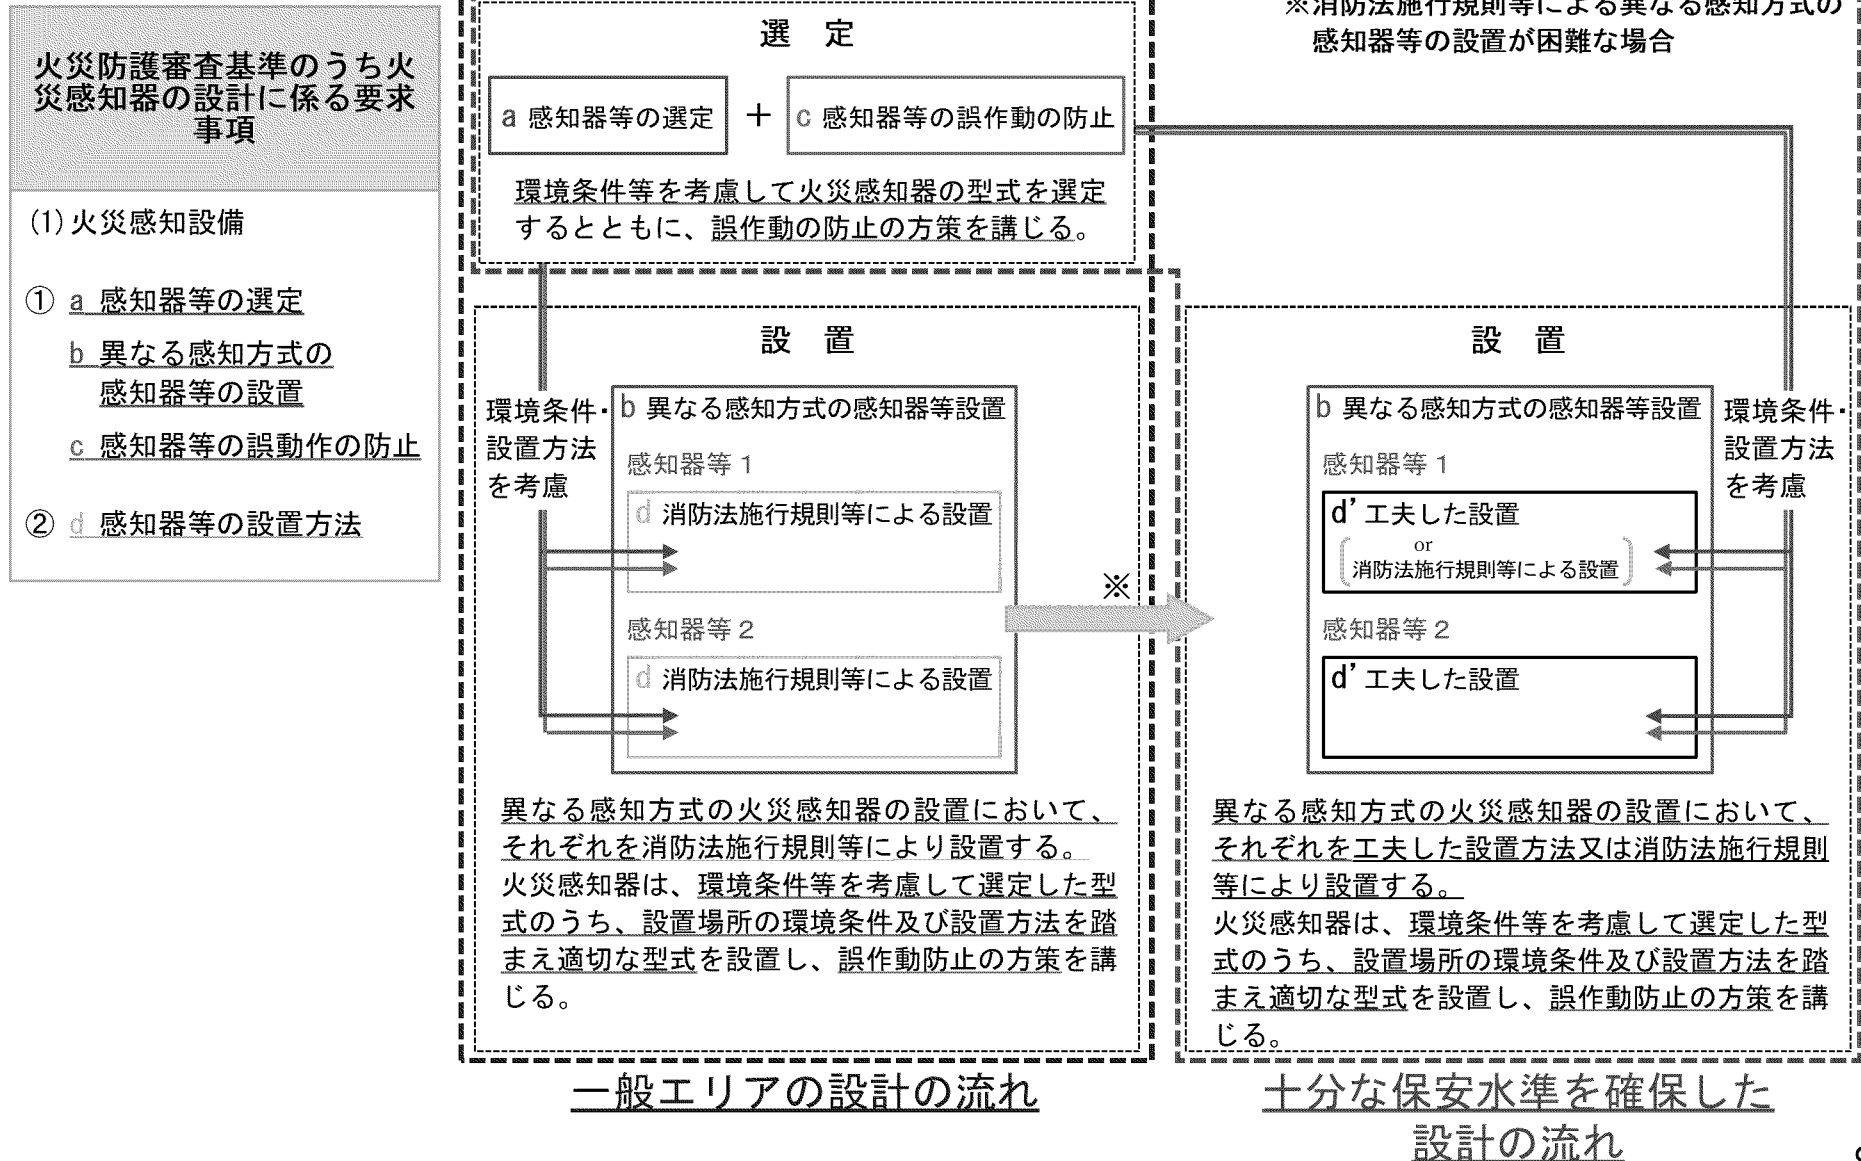 火災防護審査基準のうち火
災感知器の設計に係る要求
事項
(1)火災感知設備
① a 感知器等の選定
b 異なる感知方式の
感知器等の設置
c 感知器等の誤動作の防止
② d 感知器等の設置方法
選 定
a 感知器等の選定
+
c 感知器等の誤作動の防止
環境条件等を考慮して火災感知器の型式を選定
するとともに、誤作動の防止の方策を講じる。
※消防法施行規則等による異なる感知方式の
感知器等の設置が困難な場合
設 置
環境条件・
設置方法
を考慮
b 異なる感知方式の感知器等設置
感知器等1
d 消防法施行規則等による設置
感知器等2
d 消防法施行規則等による設置
※
異なる感知方式の火災感知器の設置において、
それぞれを消防法施行規則等により設置する。
火災感知器は、環境条件等を考慮して選定した型
式のうち、設置場所の環境条件及び設置方法を踏
まえ適切な型式を設置し、誤作動防止の方策を講
じる。
一般エリアの設計の流れ
設 置
b 異なる感知方式の感知器等設置
感知器等1
d’工夫した設置
or
消防法施行規則等による設置
感知器等2
d’工夫した設置
環境条件・
設置方法
を考慮
異なる感知方式の火災感知器の設置において、
それぞれを工夫した設置方法又は消防法施行規則
等により設置する。
火災感知器は、環境条件等を考慮して選定した型
式のうち、設置場所の環境条件及び設置方法を踏
まえ適切な型式を設置し、誤作動防止の方策を講
じる。
十分な保安水準を確保した
設計の流れ